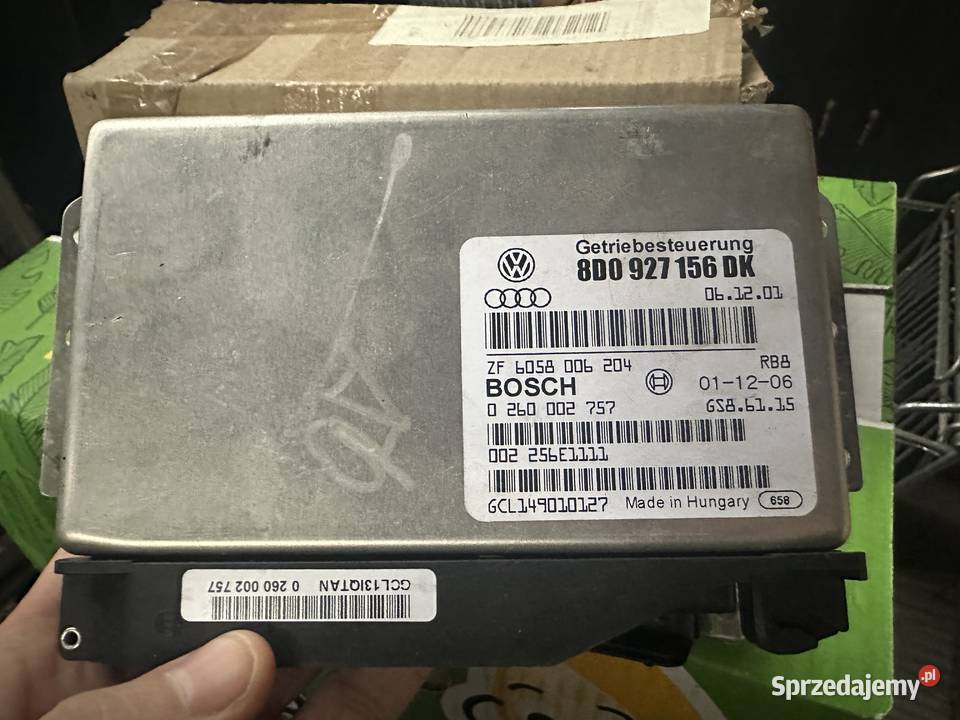 Getriebesteuerung
8D0 927 156 DK
06.12.01
ZF 6058 006 204 RB8
BOSCH 01-12-06
0 260 002 757 GS8.61.15
002 256E1111
GCL149010127 Made in Hungary 658
GCL13IQTAN 0 260 002 757
Sprzedajemy.pl